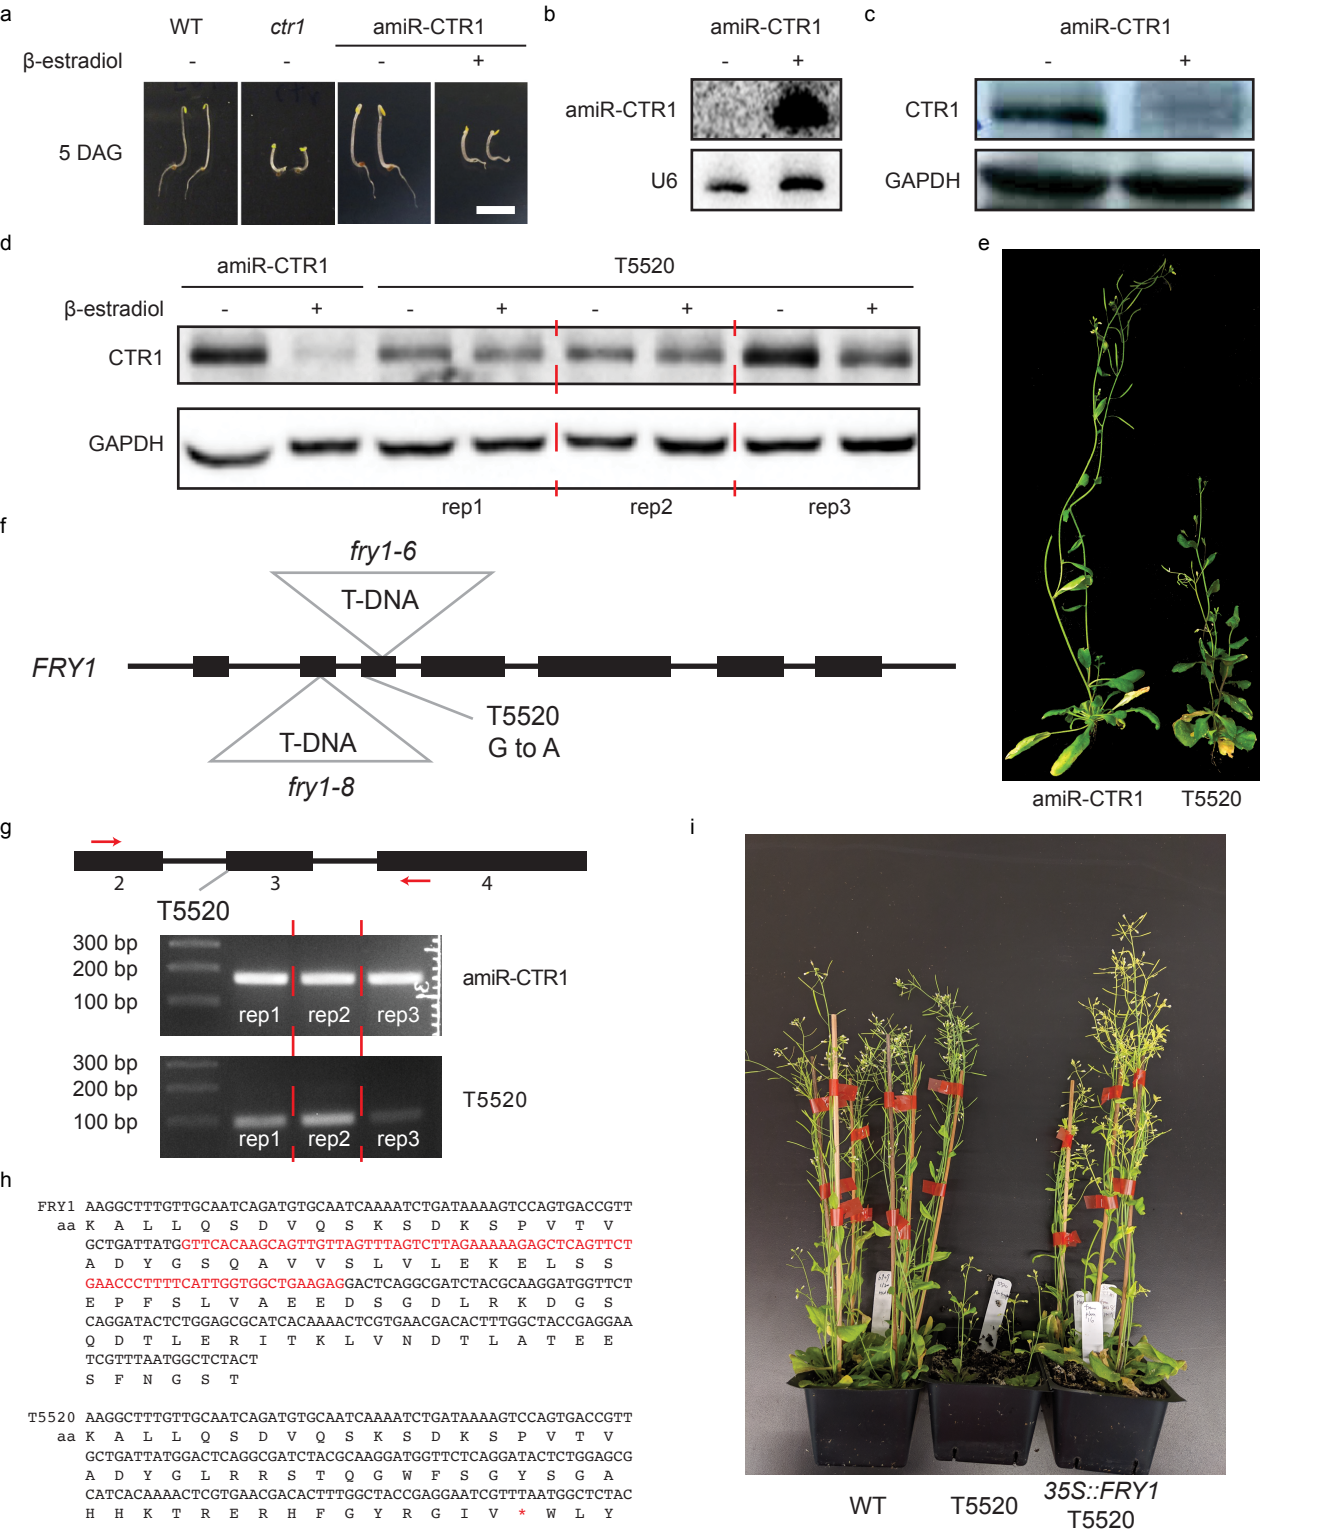 a
WT ctr1 amiR-CTR1
β-estradiol - - - +
5 DAG
b
amiR-CTR1
- +
amiR-CTR1
U6
c
amiR-CTR1
- +
CTR1
GAPDH
d
amiR-CTR1 T5520
β-estradiol - + - + - + - +
CTR1
GAPDH
rep1 rep2 rep3
e
amiR-CTR1 T5520
f
fry1-6
T-DNA
FRY1
T5520
G to A
T-DNA
fry1-8
g
2 3 4
T5520
300 bp
200 bp
100 bp
rep1 rep2 rep3
amiR-CTR1
300 bp
200 bp
100 bp
rep1 rep2 rep3
T5520
h
FRY1 AAGGCTTTGTTGCAATCAGATGTGCAATCAAAATCTGATAAAAGTCCAGTGACCGTT
aa K A L L Q S D V Q S K S D K S P V T V
GCTGATTATGGTTCACAAGCAGTTGTTAGTTTAGTCTTAGAAAAAGAGCTCAGTTCT
A D Y G S Q A V V S L V L E K E L S S
GAACCCTTTTCATTGGTGGCTGAAGAGGACTCAGGCGATCTACGCAAGGATGGTTCT
E P F S L V A E E D S G D L R K D G S
CAGGATACTCTGGAGCGCATCACAAAACTCGTGAACGACACTTTGGCTACCGAGGAA
Q D T L E R I T K L V N D T L A T E E
TCGTTTAATGGCTCTACT
S F N G S T
T5520 AAGGCTTTGTTGCAATCAGATGTGCAATCAAAATCTGATAAAAGTCCAGTGACCGTT
aa K A L L Q S D V Q S K S D K S P V T V
GCTGATTATGGACTCAGGCGATCTACGCAAGGATGGTTCTCAGGATACTCTGGAGCG
A D Y G L R R S T Q G W F S G Y S G A
CATCACAAAACTCGTGAACGACACTTTGGCTACCGAGGAATCGTTTAATGGCTCTAC
H H K T R E R H F G Y R G I V * W L Y
i
WT T5520 35S::FRY1
T5520